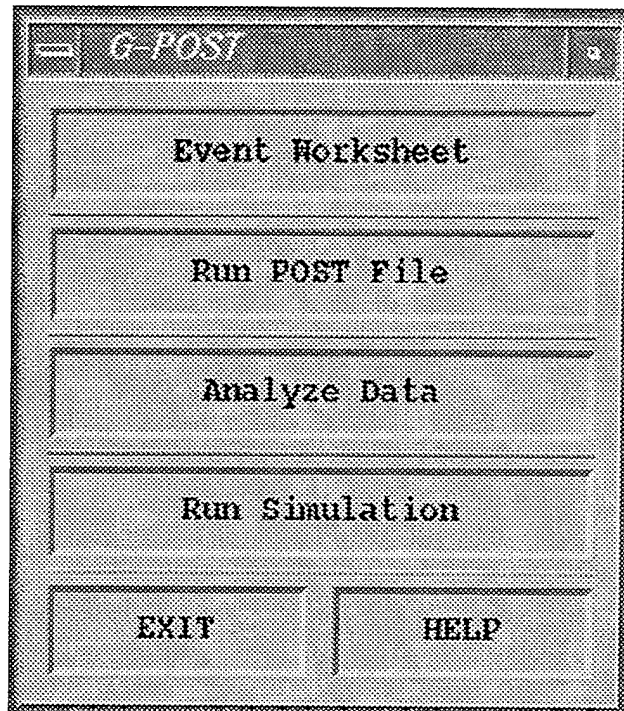 G-POST
Event Worksheet
Run POST File
Analyze Data
Run Simulation
EXIT
HELP